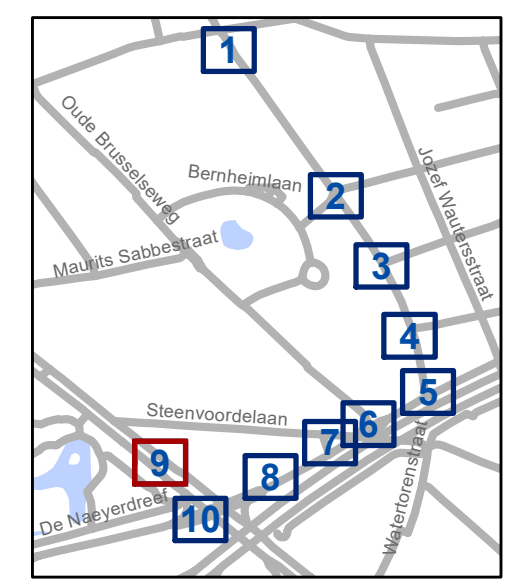 1
Oude Brusselseweg
Bernheimlaan
2
Jozef Wautersstraat
Maurits Sabbestraat
3
4
5
Steenvoordelaan
6
7
9
8
De Naeyerdreef
10
Watertorenstraat